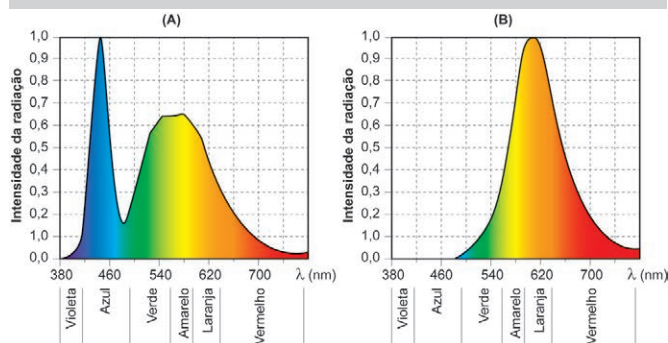 (A)
Intensidade da radiação
1,0
0,9
0,8
0,7
0,6
0,5
0,4
0,3
0,2
0,1
0,0
380 460 540 620 700 λ (nm)
Violeta
Azul
Verde
Amarelo
Laranja
Vermelho
(B)
Intensidade da radiação
1,0
0,9
0,8
0,7
0,6
0,5
0,4
0,3
0,2
0,1
0,0
380 460 540 620 700 λ (nm)
Violeta
Azul
Verde
Amarelo
Laranja
Vermelho